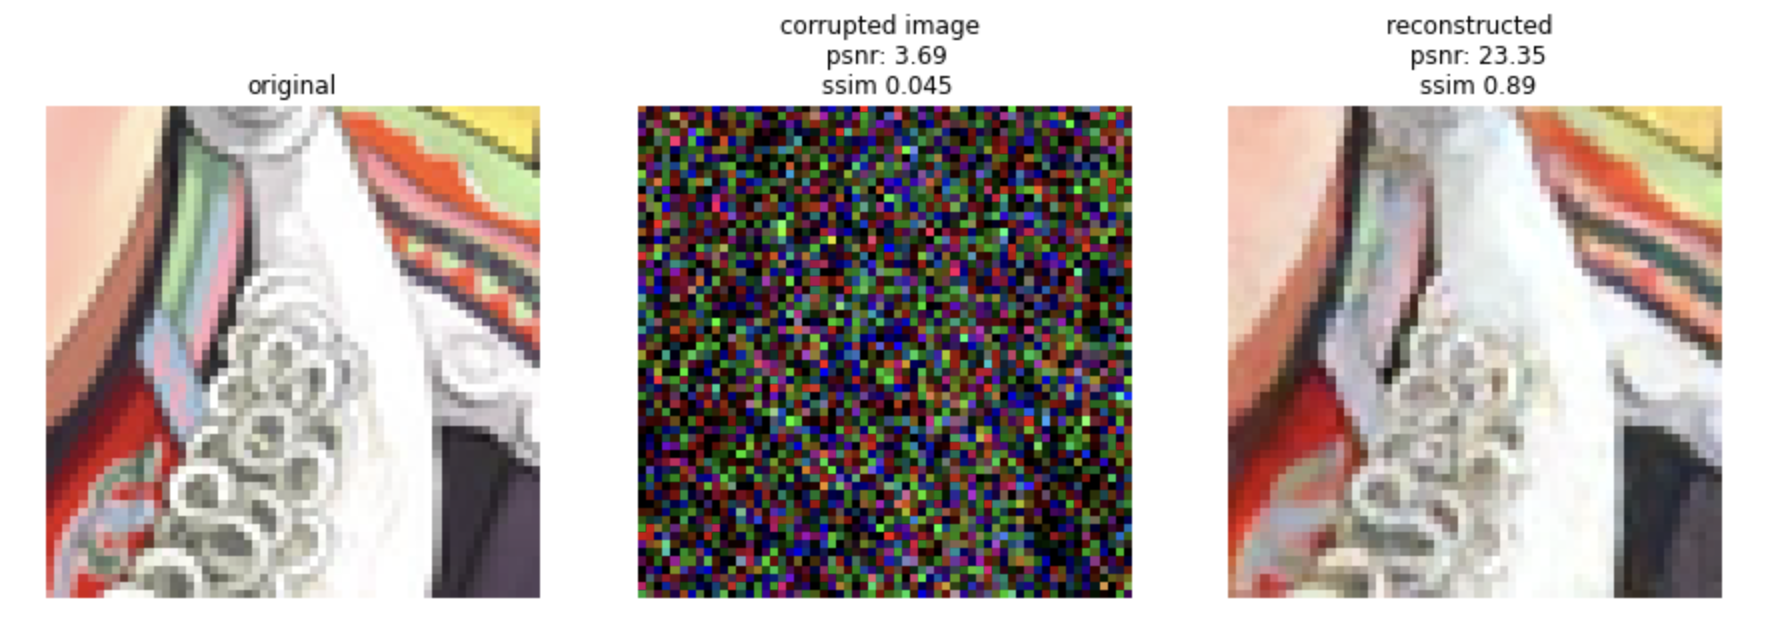 original
corrupted image
psnr: 3.69
ssim 0.045
reconstructed
psnr: 23.35
ssim 0.89